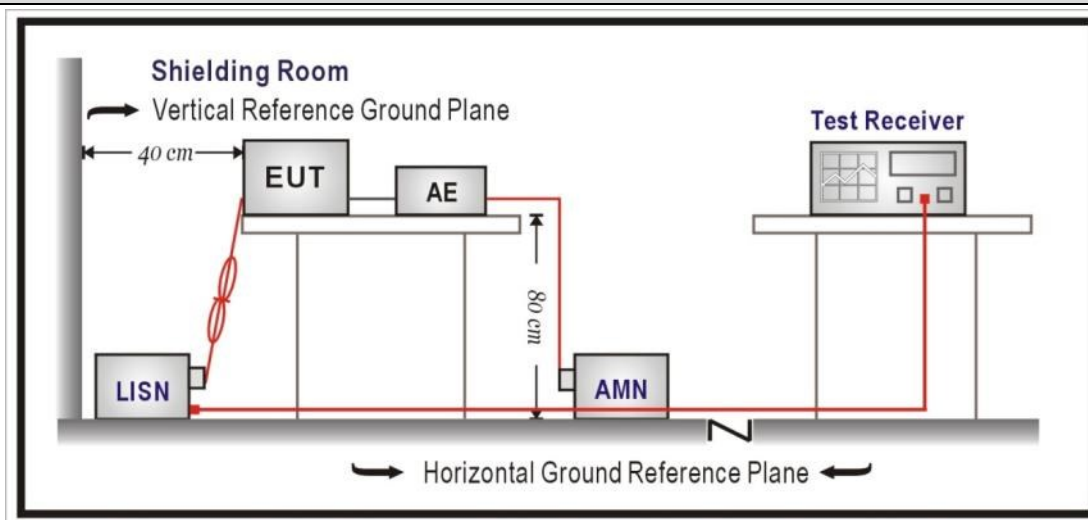 Shielding Room
Vertical Reference Ground Plane
40 cm
EUT
AE
Test Receiver
80 cm
LISN
AMN
Horizontal Ground Reference Plane